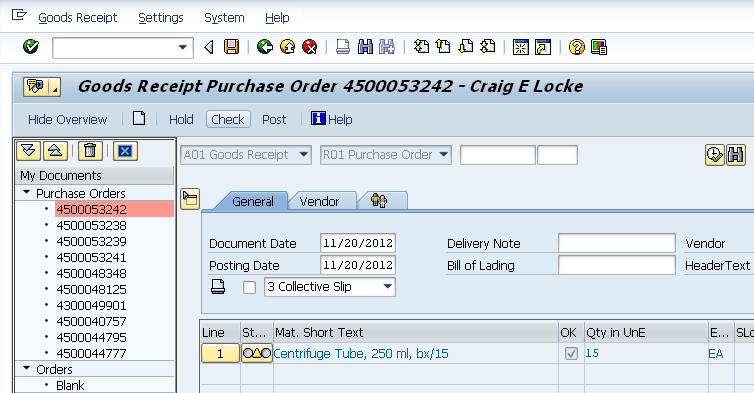 Goods Receipt Settings System Help
Goods Receipt Purchase Order 4500053242 - Craig E Locke
Hide Overview Hold Check Post Help
A01 Goods Receipt R01 Purchase Order
My Documents
Purchase Orders
4500053242
4500053238
4500053239
4500053241
4500048348
4500048125
4300049901
4500040757
4500044795
4500044777
Orders
Blank
General Vendor
Document Date 11/20/2012 Delivery Note Vendor
Posting Date 11/20/2012 Bill of Lading HeaderText
3 Collective Slip
Line St... Mat. Short Text OK Qty in UnE E... SLo
1 Centrifuge Tube, 250 ml, bx/15 15 EA